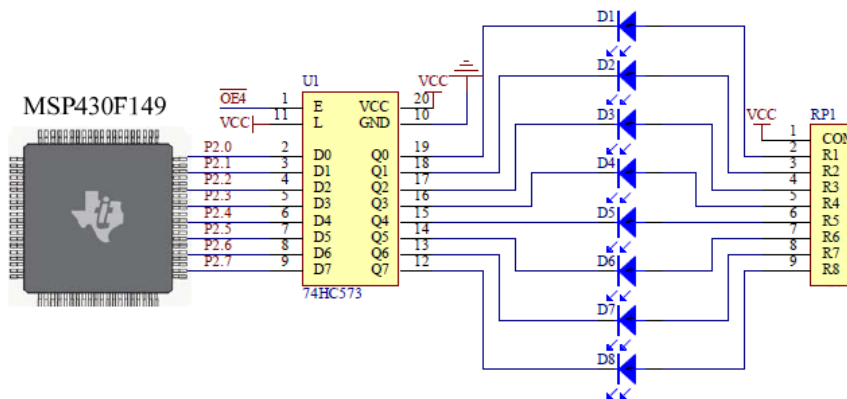 MSP430F149
P2.0
P2.1
P2.2
P2.3
P2.4
P2.5
P2.6
P2.7
OE4
VCC
U1
1 E VCC 20 VCC
11 L GND 10
2 D0 Q0 19
3 D1 Q1 18
4 D2 Q2 17
5 D3 Q3 16
6 D4 Q4 15
7 D5 Q5 14
8 D6 Q6 13
9 D7 Q7 12
74HC573
D1
D2
D3
D4
D5
D6
D7
D8
RP1
VCC
1 COM
2 R1
3 R2
4 R3
5 R4
6 R5
7 R6
8 R7
9 R8